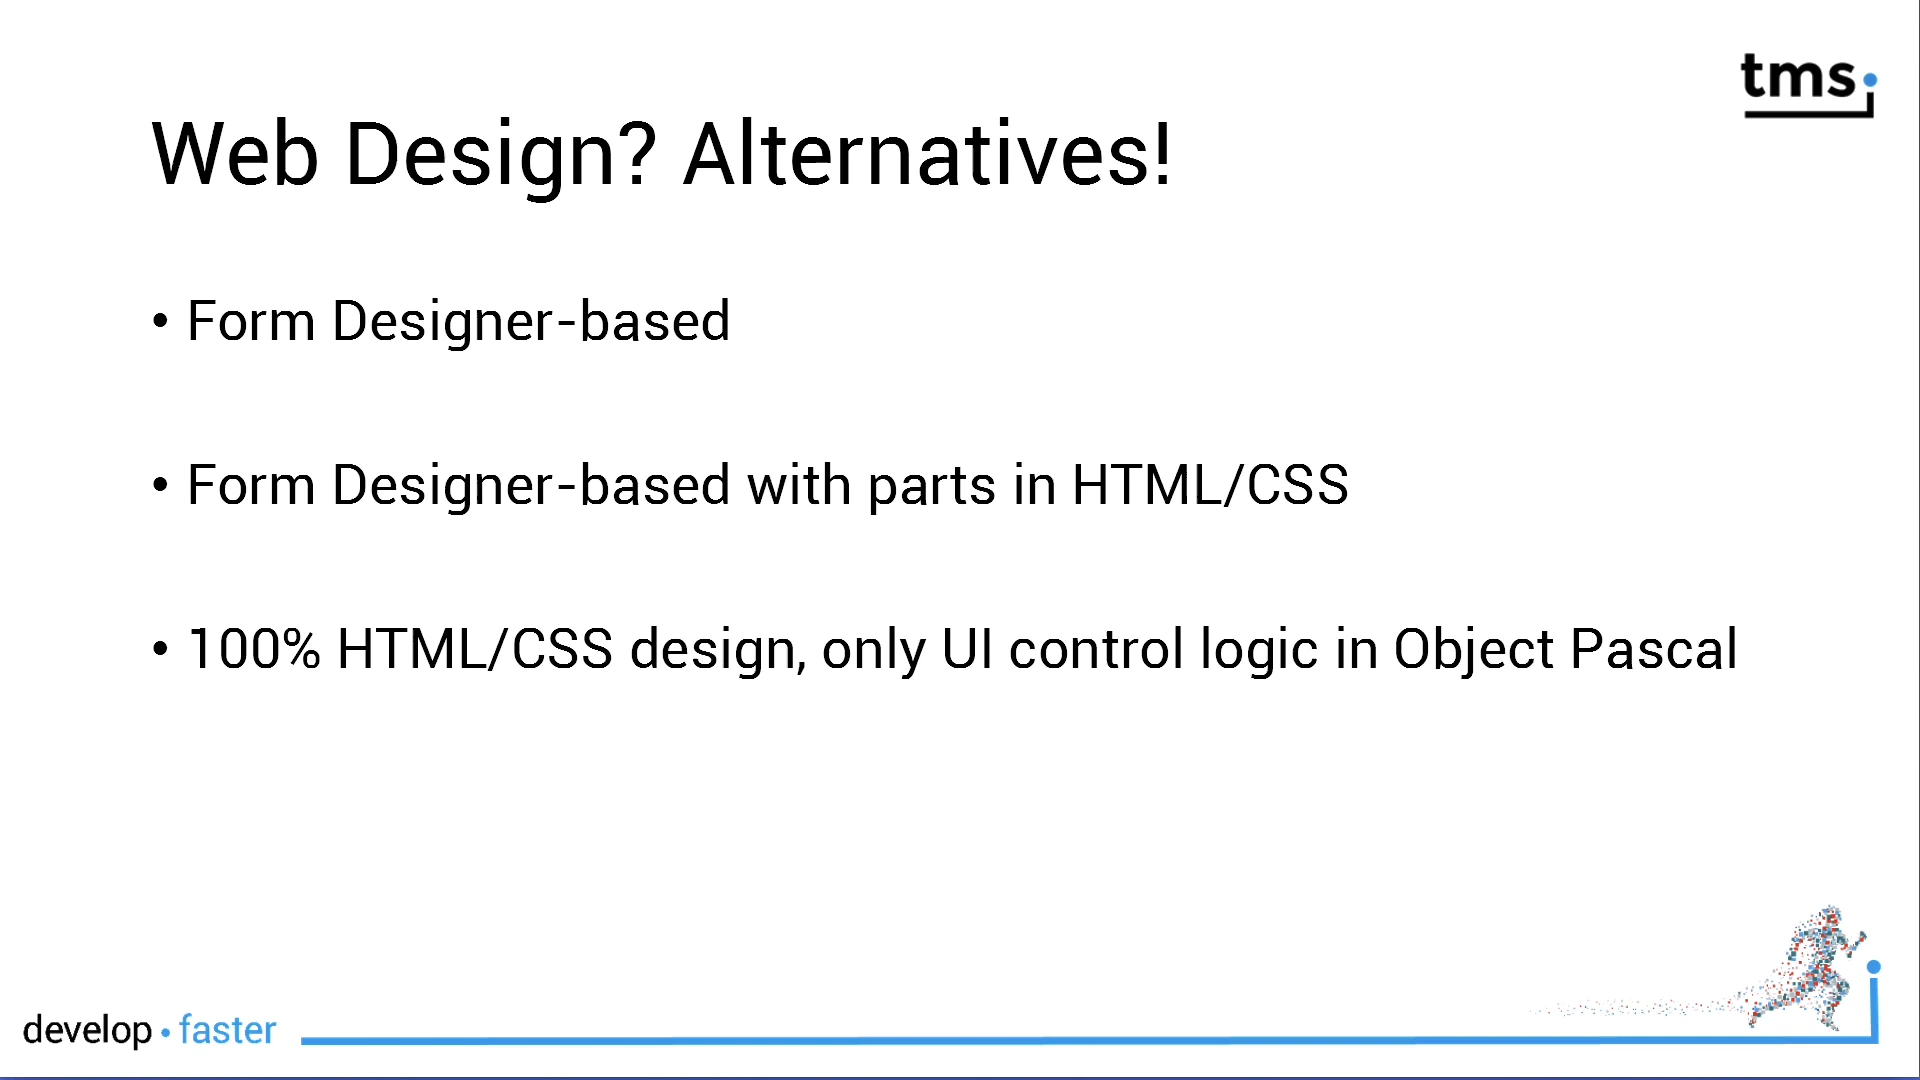 tms
Web Design? Alternatives!
• Form Designer-based
• Form Designer-based with parts in HTML/CSS
• 100% HTML/CSS design, only UI control logic in Object Pascal
develop • faster